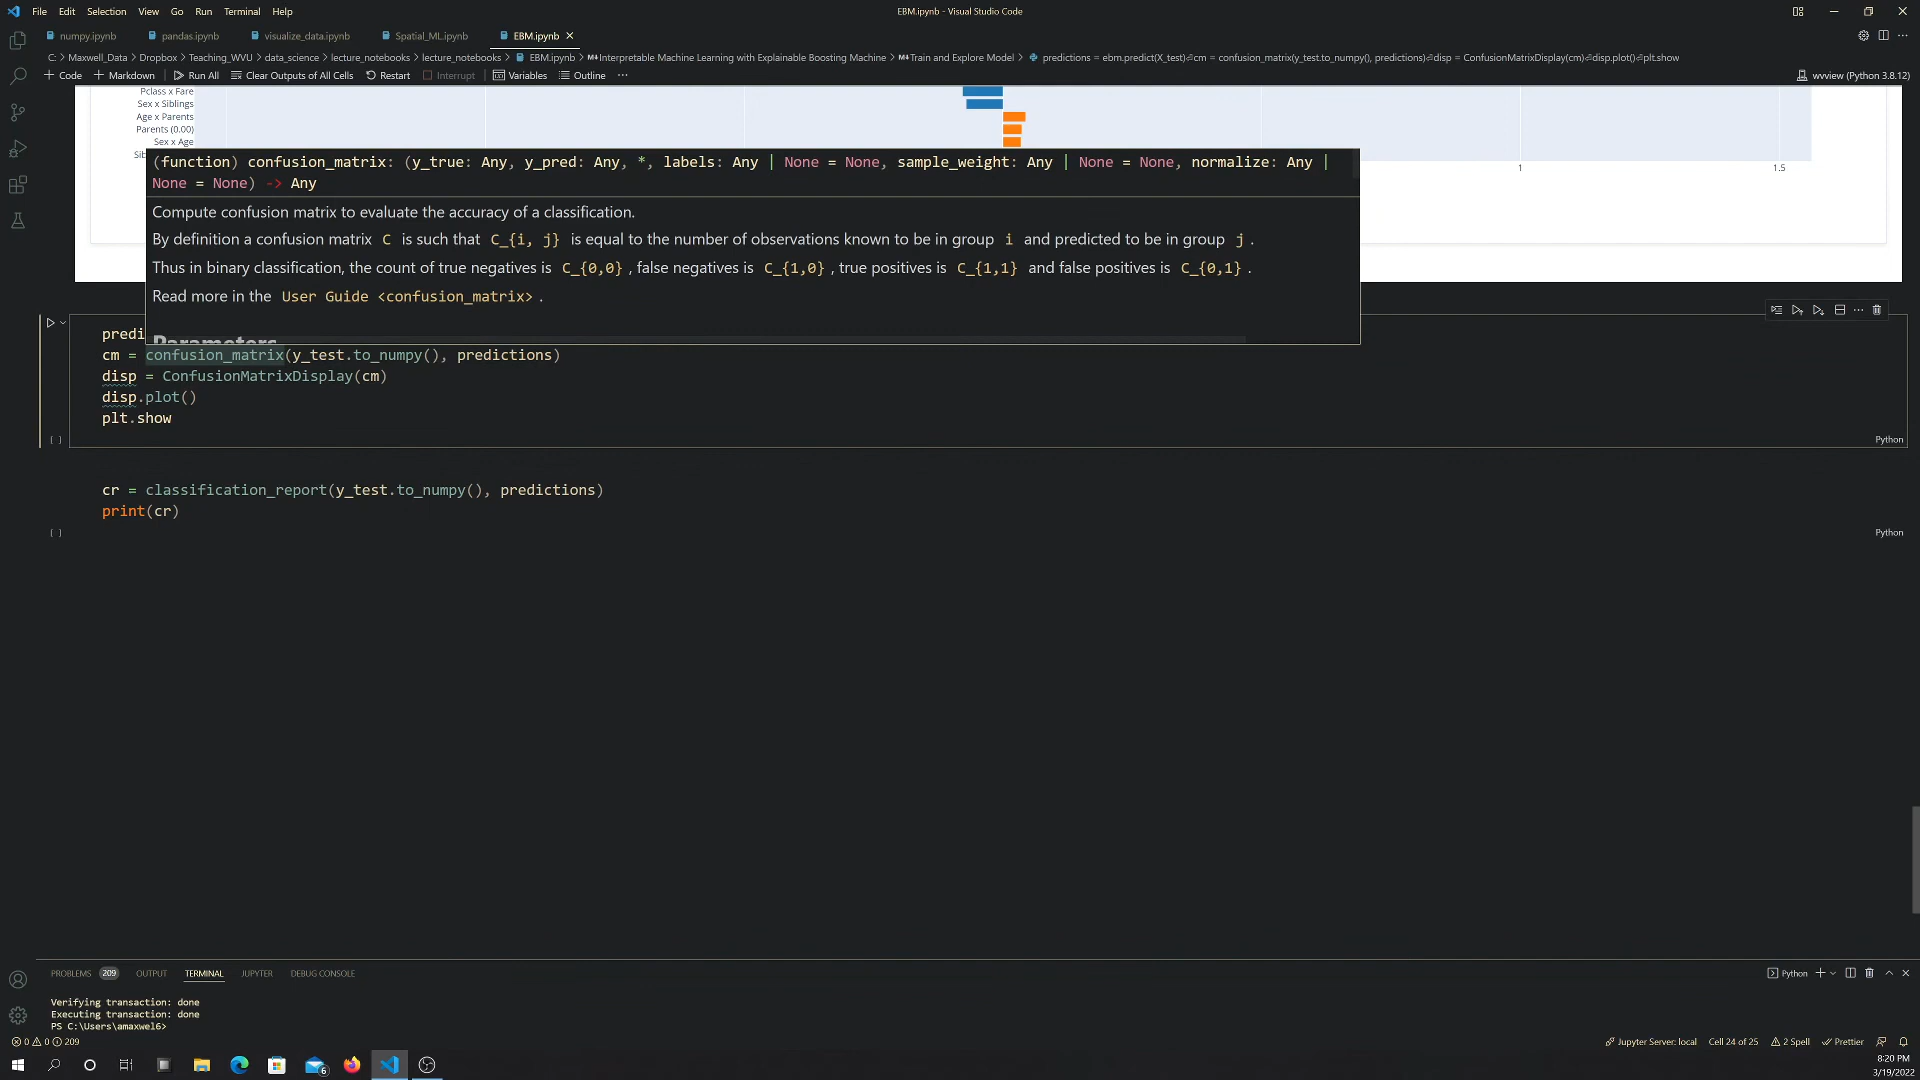 File Edit Selection View Go Run Terminal Help
EBM.ipynb - Visual Studio Code
numpy.ipynb pandas.ipynb visualize_data.ipynb Spatial_ML.ipynb EBM.ipynb
C: > Maxwell_Data > Dropbox > Teaching_WVU > data_science > lecture_notebooks > lecture_notebooks > EBM.ipynb > M↓Interpretable Machine Learning with Explainable Boosting Machine > M↓Train and Explore Model > predictions = ebm.predict(X_test)⏎cm = confusion_matrix(y_test.to_numpy(), predictions)⏎disp = ConfusionMatrixDisplay(cm)⏎disp.plot()⏎plt.show
+ Code + Markdown Run All Clear Outputs of All Cells Restart Interrupt Variables Outline ···
wvview (Python 3.8.12)
Pclass x Fare
Sex x Siblings
Age x Parents
Parents (0.00)
Sex x Age
Sib
1 1.5
(function) confusion_matrix: (y_true: Any, y_pred: Any, *, labels: Any | None = None, sample_weight: Any | None = None, normalize: Any |
None = None) -> Any
Compute confusion matrix to evaluate the accuracy of a classification.
By definition a confusion matrix C is such that C_{i, j} is equal to the number of observations known to be in group i and predicted to be in group j .
Thus in binary classification, the count of true negatives is C_{0,0} , false negatives is C_{1,0} , true positives is C_{1,1} and false positives is C_{0,1} .
Read more in the User Guide <confusion_matrix> .
Parameters
predi
cm = confusion_matrix(y_test.to_numpy(), predictions)
disp = ConfusionMatrixDisplay(cm)
disp.plot()
plt.show
[ ]
Python
cr = classification_report(y_test.to_numpy(), predictions)
print(cr)
[ ]
Python
PROBLEMS 209 OUTPUT TERMINAL JUPYTER DEBUG CONSOLE
Python
Verifying transaction: done
Executing transaction: done
PS C:\Users\amaxwel6>
0 0 209
Jupyter Server: local Cell 24 of 25 2 Spell Prettier
6
8:20 PM
3/19/2022